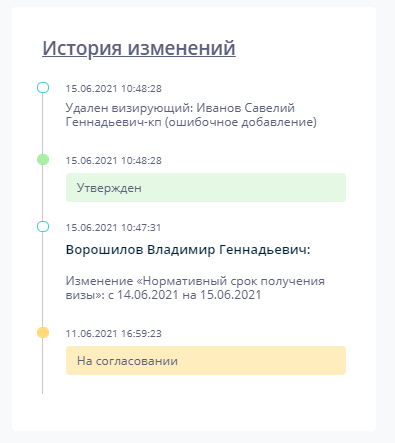 История изменений
15.06.2021 10:48:28
Удален визирующий: Иванов Савелий
Геннадьевич-кп (ошибочное добавление)
15.06.2021 10:48:28
Утвержден
15.06.2021 10:47:31
Ворошилов Владимир Геннадьевич:
Изменение «Нормативный срок получения
визы»: с 14.06.2021 на 15.06.2021
11.06.2021 16:59:23
На согласовании